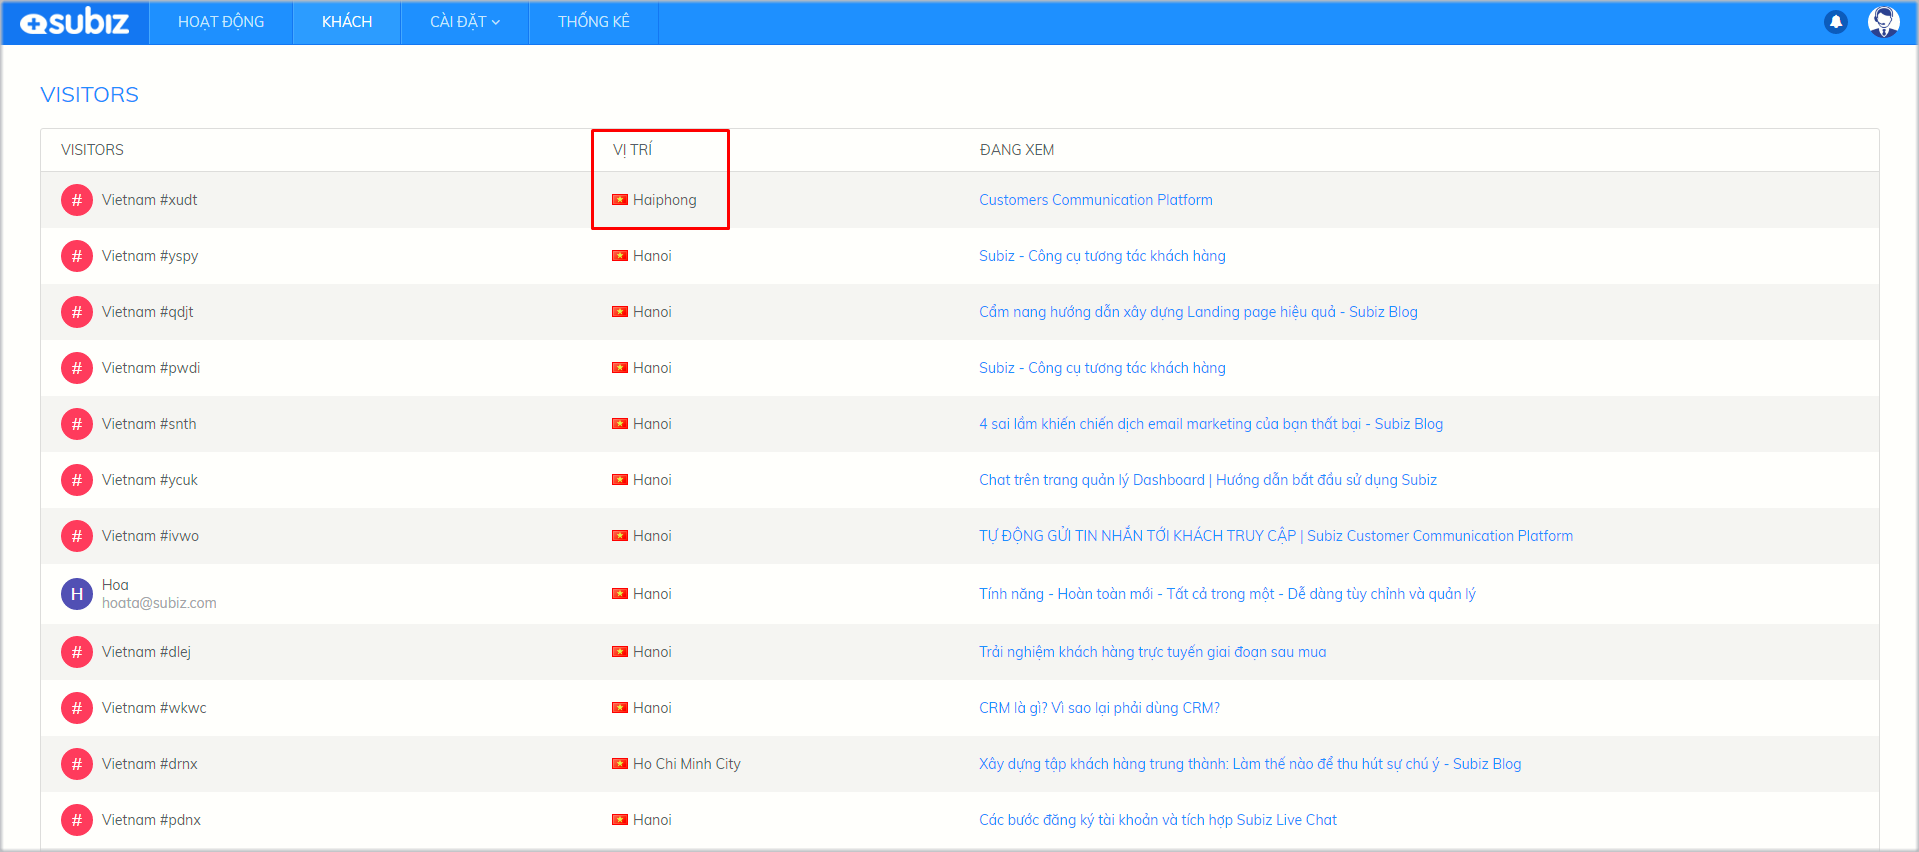 subiz HOẠT ĐỘNG KHÁCH CÀI ĐẶT THỐNG KÊ
VISITORS
VISITORS VỊ TRÍ ĐANG XEM
# Vietnam #xudt Haiphong Customers Communication Platform
# Vietnam #yspy Hanoi Subiz - Công cụ tương tác khách hàng
# Vietnam #qdjt Hanoi Cẩm nang hướng dẫn xây dựng Landing page hiệu quả - Subiz Blog
# Vietnam #pwdi Hanoi Subiz - Công cụ tương tác khách hàng
# Vietnam #snth Hanoi 4 sai lầm khiến chiến dịch email marketing của bạn thất bại - Subiz Blog
# Vietnam #ycuk Hanoi Chat trên trang quản lý Dashboard | Hướng dẫn bắt đầu sử dụng Subiz
# Vietnam #ivwo Hanoi TỰ ĐỘNG GỬI TIN NHẮN TỚI KHÁCH TRUY CẬP | Subiz Customer Communication Platform
H Hoa Hanoi Tính năng - Hoàn toàn mới - Tất cả trong một - Dễ dàng tùy chỉnh và quản lý
hoata@subiz.com
# Vietnam #dlej Hanoi Trải nghiệm khách hàng trực tuyến giai đoạn sau mua
# Vietnam #wkwc Hanoi CRM là gì? Vì sao lại phải dùng CRM?
# Vietnam #drnx Ho Chi Minh City Xây dựng tập khách hàng trung thành: Làm thế nào để thu hút sự chú ý - Subiz Blog
# Vietnam #pdnx Hanoi Các bước đăng ký tài khoản và tích hợp Subiz Live Chat